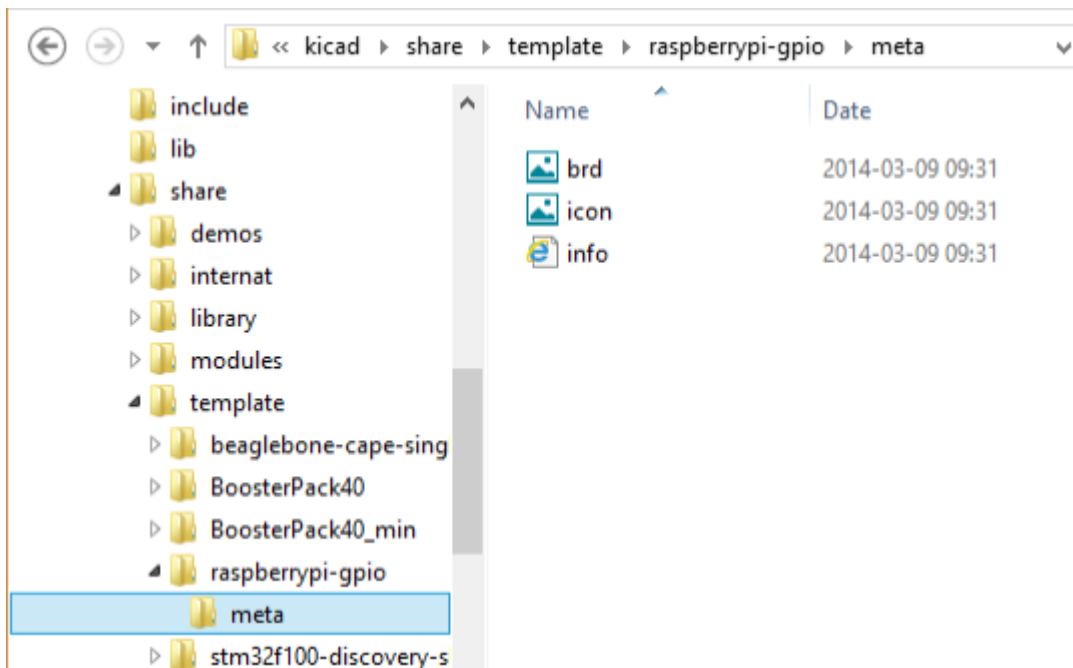 « kicad share template raspberrypi-gpio meta
include
lib
share
demos
internat
library
modules
template
beaglebone-cape-sing
BoosterPack40
BoosterPack40_min
raspberrypi-gpio
meta
stm32f100-discovery-s
Name Date
brd 2014-03-09 09:31
icon 2014-03-09 09:31
info 2014-03-09 09:31